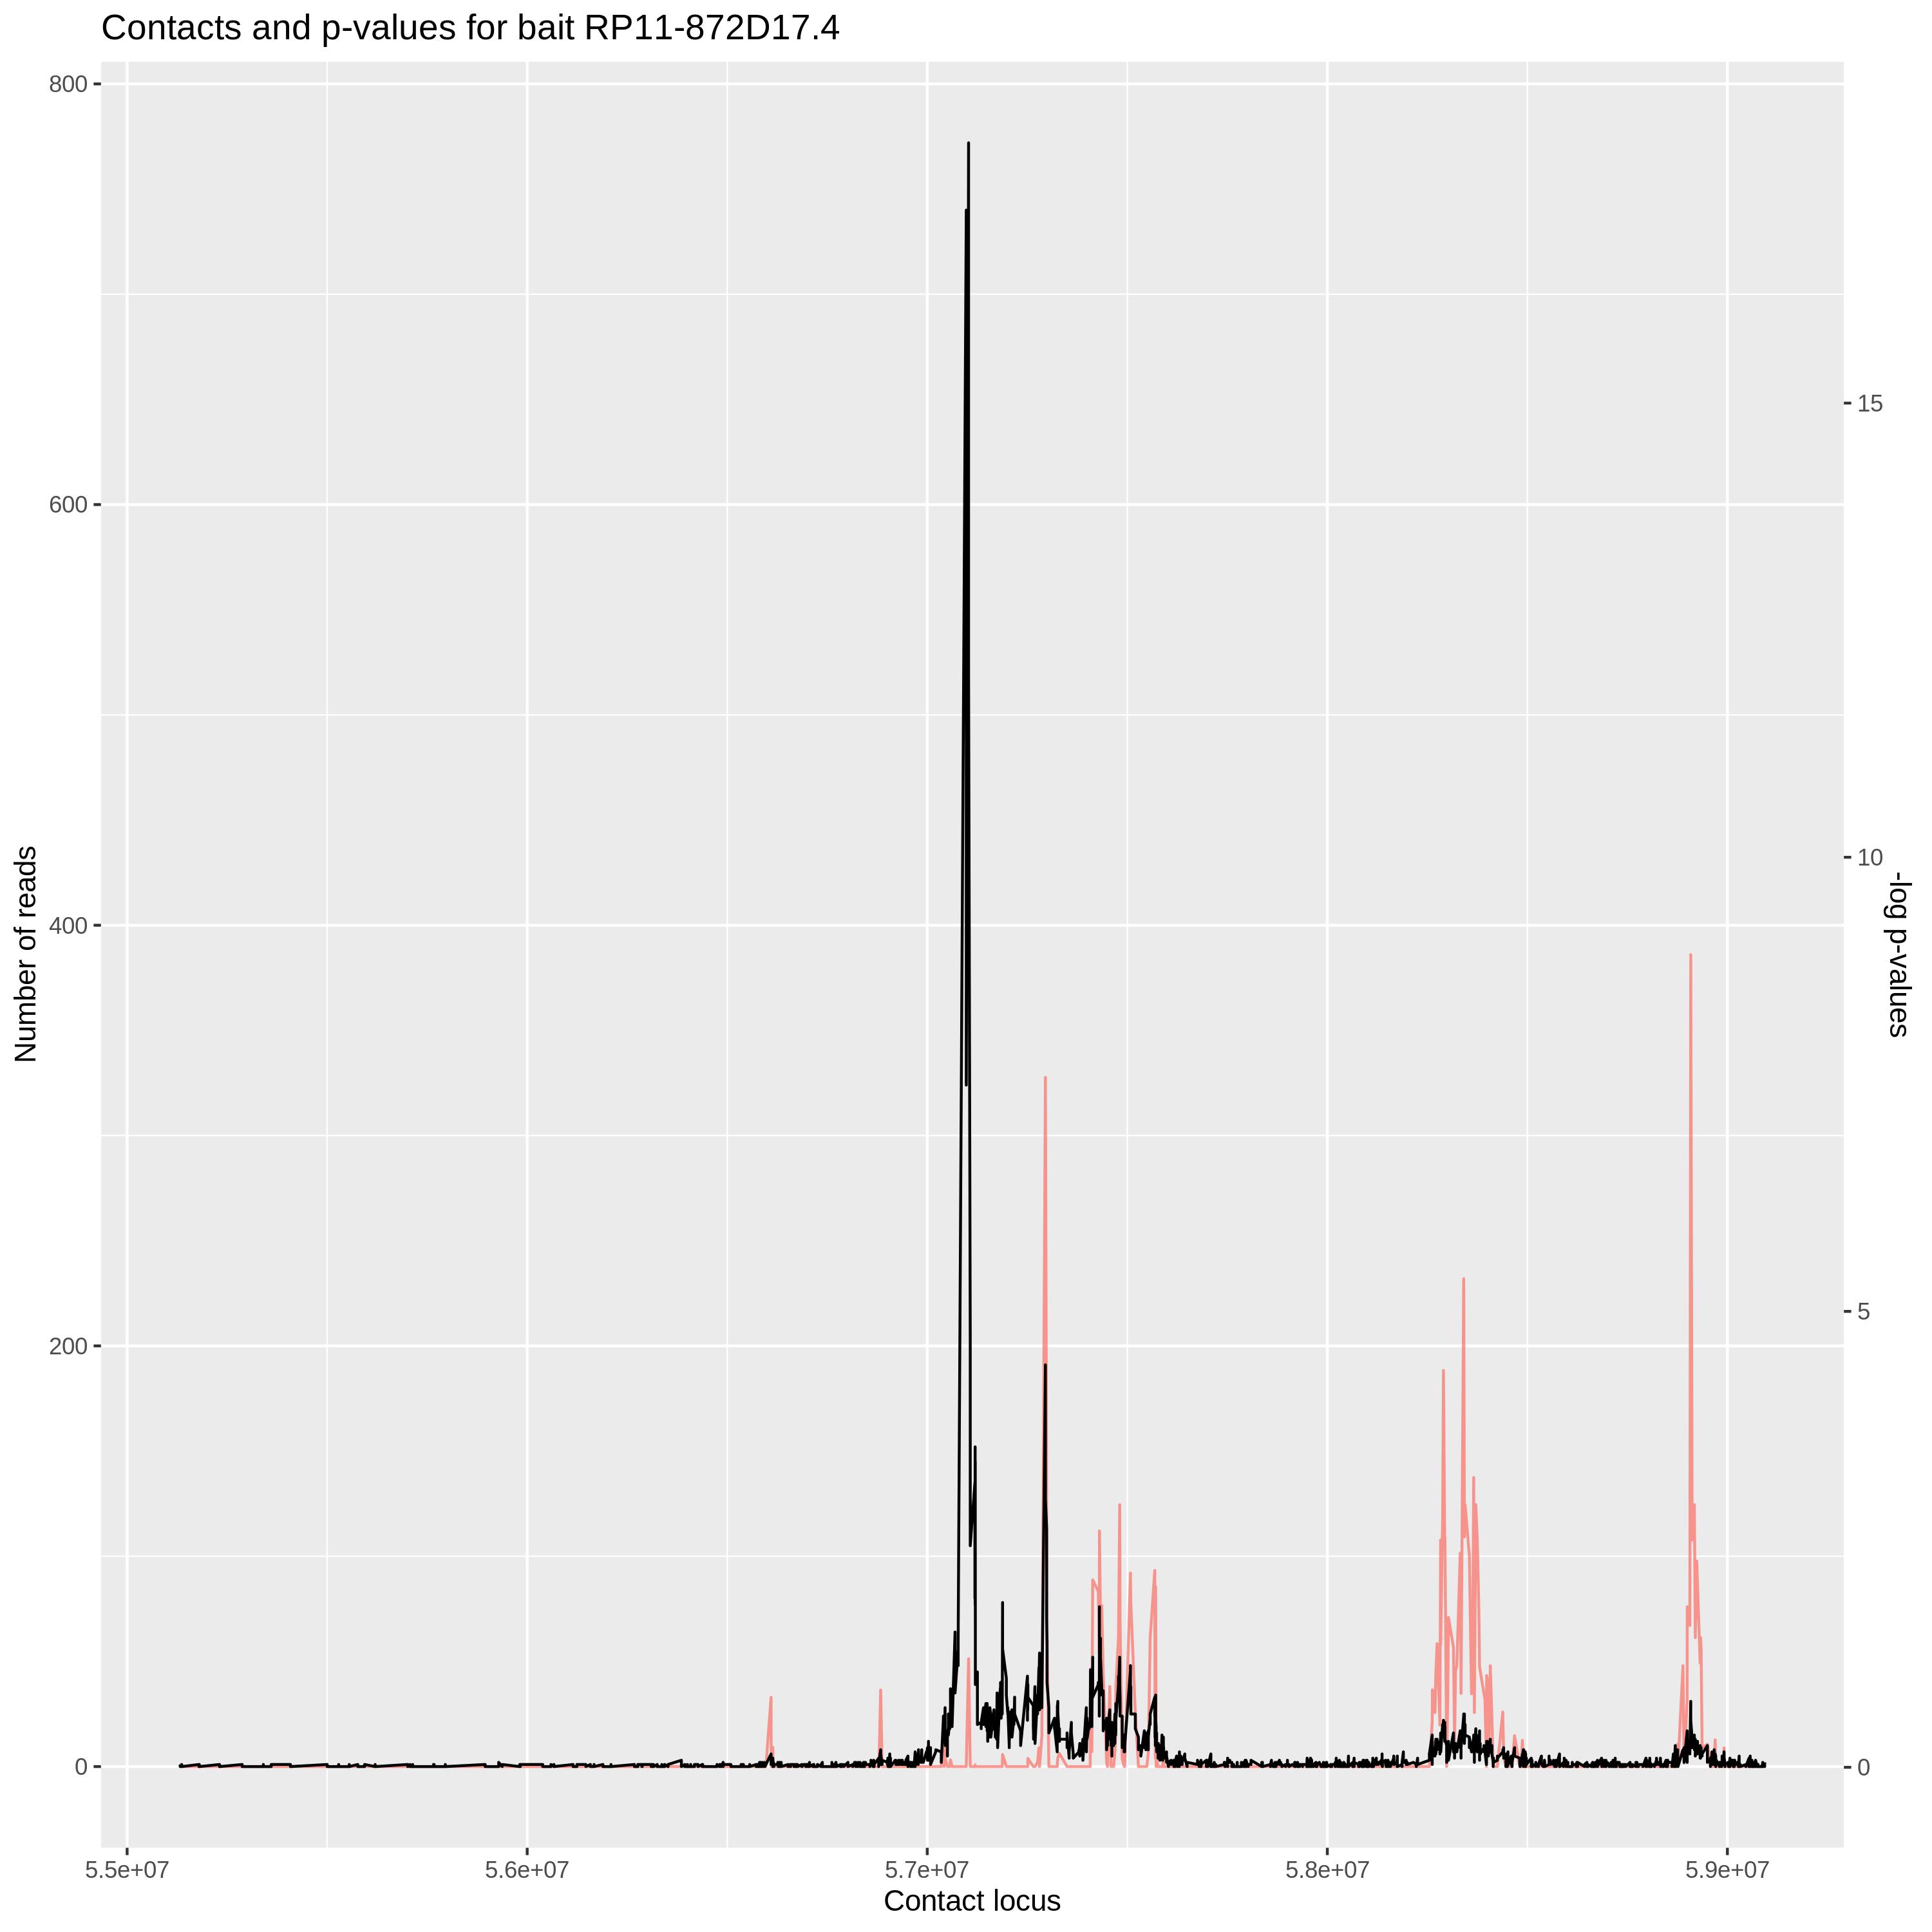 Contacts and p-values for bait RP11-872D17.4
800
600
400
200
0
Number of reads
15
10
5
0
-log p-values
5.5e+07
5.6e+07
5.7e+07
5.8e+07
5.9e+07
Contact locus